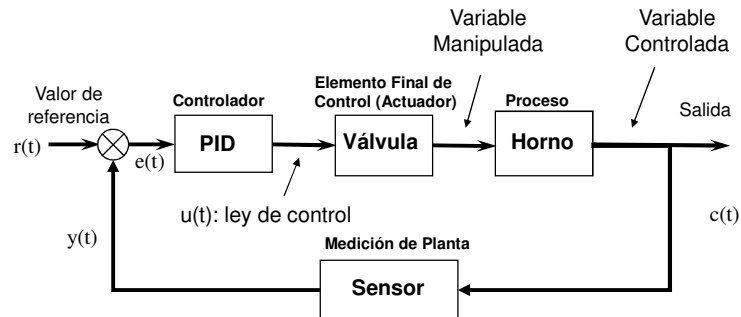 Variable
Manipulada
Variable
Controlada
Valor de
referencia
Controlador
Elemento Final de
Control (Actuador)
Proceso
Salida
r(t)
e(t)
PID
Válvula
Horno
u(t): ley de control
y(t)
c(t)
Medición de Planta
Sensor